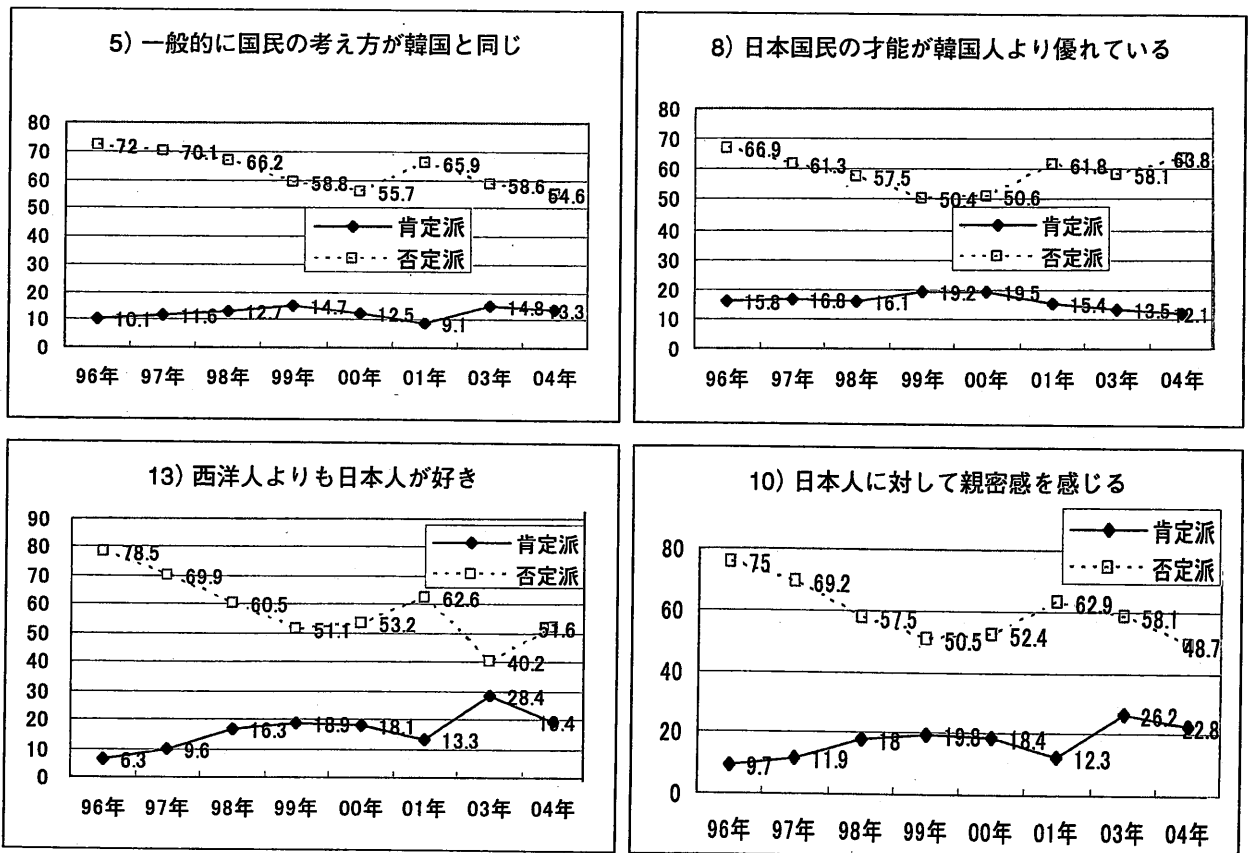 5) 一般的に国民の考え方が韓国と同じ
80
70
60
50
40
30
20
10
0
72 70.1 66.2 58.8 55.7 65.9 58.6 54.6
肯定派
否定派
10.1 11.6 12.7 14.7 12.5 9.1 14.8 13.3
96年 97年 98年 99年 00年 01年 03年 04年
8) 日本国民の才能が韓国人より優れている
80
70
60
50
40
30
20
10
0
66.9 61.3 57.5 50.4 50.6 61.8 58.1 63.8
肯定派
否定派
15.8 16.8 16.1 19.2 19.5 15.4 13.5 12.1
96年 97年 98年 99年 00年 01年 03年 04年
13) 西洋人よりも日本人が好き
90
80
70
60
50
40
30
20
10
0
肯定派
否定派
78.5 69.9 60.5 51.1 53.2 62.6 40.2 51.6
6.3 9.6 16.3 18.9 18.1 13.3 28.4 19.4
96年 97年 98年 99年 00年 01年 03年 04年
10) 日本人に対して親密感を感じる
80
60
40
20
0
肯定派
否定派
75 69.2 57.5 50.5 52.4 62.9 58.1 48.7
9.7 11.9 18 19.8 18.4 12.3 26.2 22.8
96年 97年 98年 99年 00年 01年 03年 04年